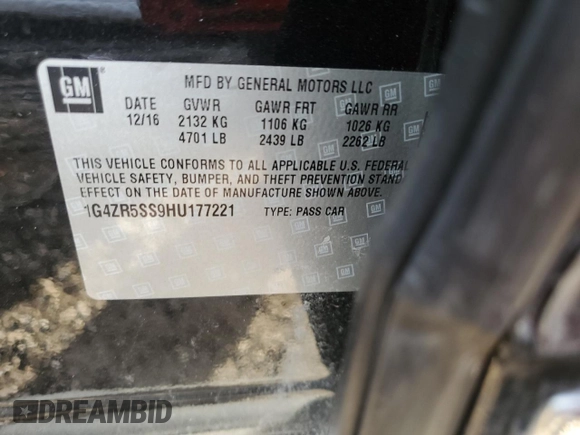 GM
MFD BY GENERAL MOTORS LLC
DATE GVWR GAWR FRT GAWR RR
12/16 2132 KG 1106 KG 1026 KG
4701 LB 2439 LB 2262 LB
THIS VEHICLE CONFORMS TO ALL APPLICABLE U.S. FEDERAL
VEHICLE SAFETY, BUMPER, AND THEFT PREVENTION STAND
EFFECT ON THE DATE OF MANUFACTURE SHOWN ABOVE.
1G4ZR5SS9HU177221 TYPE: PASS CAR
DREAMBID